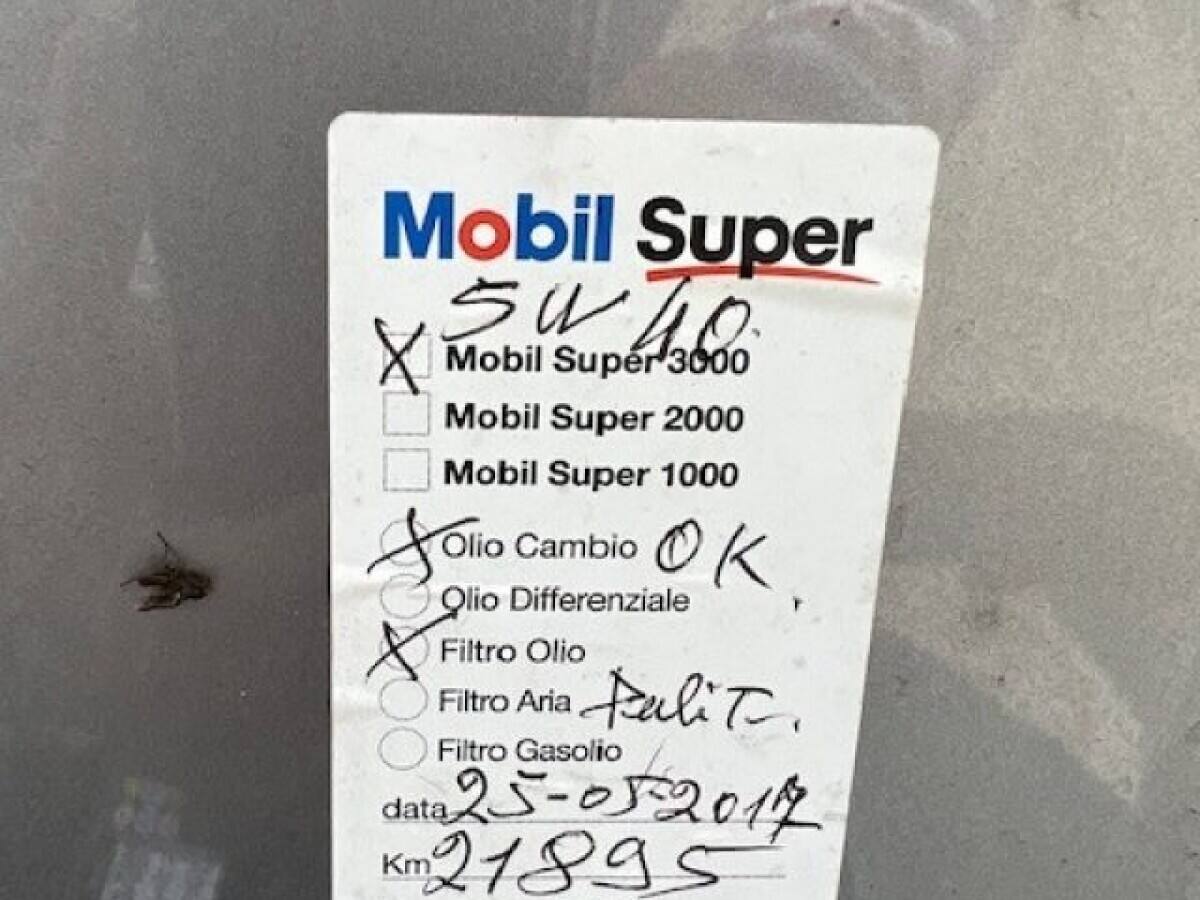 Mobil Super
5W40
X Mobil Super 3000
Mobil Super 2000
Mobil Super 1000
X Olio Cambio OK.
Olio Differenziale
X Filtro Olio
Filtro Aria Pulit.
Filtro Gasolio
data 25-05-2017
Km 21895